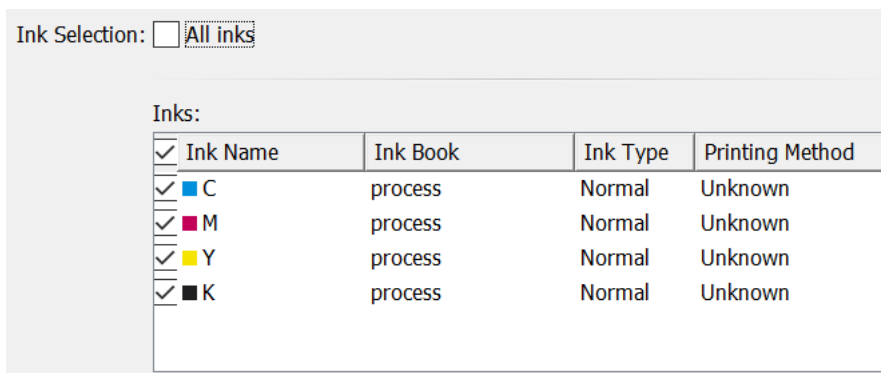 Ink Selection: All inks
Inks:
Ink Name Ink Book Ink Type Printing Method
C process Normal Unknown
M process Normal Unknown
Y process Normal Unknown
K process Normal Unknown